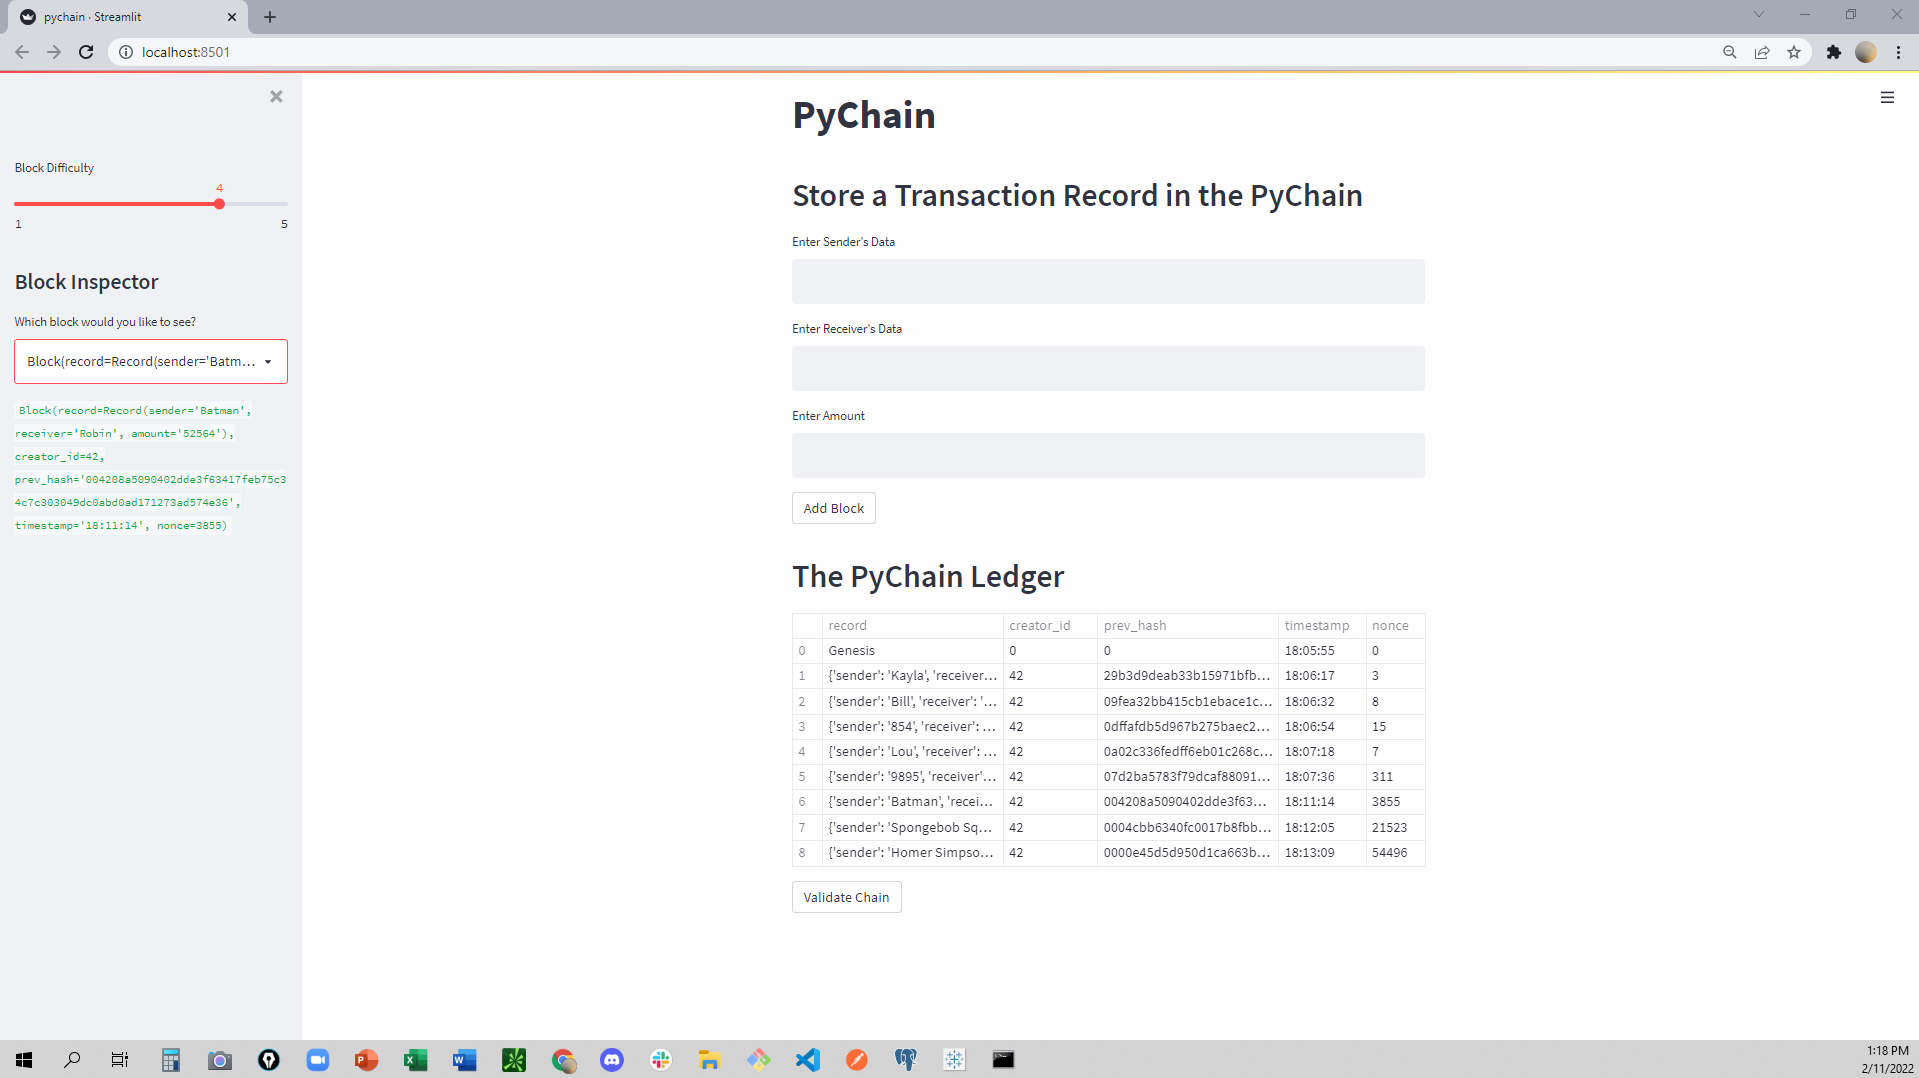 pychain · Streamlit
localhost:8501
Block Difficulty
4
1 5
Block Inspector
Which block would you like to see?
Block(record=Record(sender='Batm...
Block(record=Record(sender='Batman',
receiver='Robin', amount='52564'),
creator_id=42,
prev_hash='004208a5090402dde3f63417feb75c3
4c7c303049dc0abd0ad171273ad574e36',
timestamp='18:11:14', nonce=3855)
PyChain
Store a Transaction Record in the PyChain
Enter Sender's Data
Enter Receiver's Data
Enter Amount
Add Block
The PyChain Ledger
record creator_id prev_hash timestamp nonce
0 Genesis 0 0 18:05:55 0
1 {'sender': 'Kayla', 'receiver... 42 29b3d9deab33b15971bfb... 18:06:17 3
2 {'sender': 'Bill', 'receiver': '... 42 09fea32bb415cb1ebace1c... 18:06:32 8
3 {'sender': '854', 'receiver': ... 42 0dffafdb5d967b275baec2... 18:06:54 15
4 {'sender': 'Lou', 'receiver': ... 42 0a02c336fedff6eb01c268c... 18:07:18 7
5 {'sender': '9895', 'receiver'... 42 07d2ba5783f79dcaf88091... 18:07:36 311
6 {'sender': 'Batman', 'recei... 42 004208a5090402dde3f63... 18:11:14 3855
7 {'sender': 'Spongebob Sq... 42 0004cbb6340fc0017b8fbb... 18:12:05 21523
8 {'sender': 'Homer Simpso... 42 0000e45d5d950d1ca663b... 18:13:09 54496
Validate Chain
1:18 PM
2/11/2022